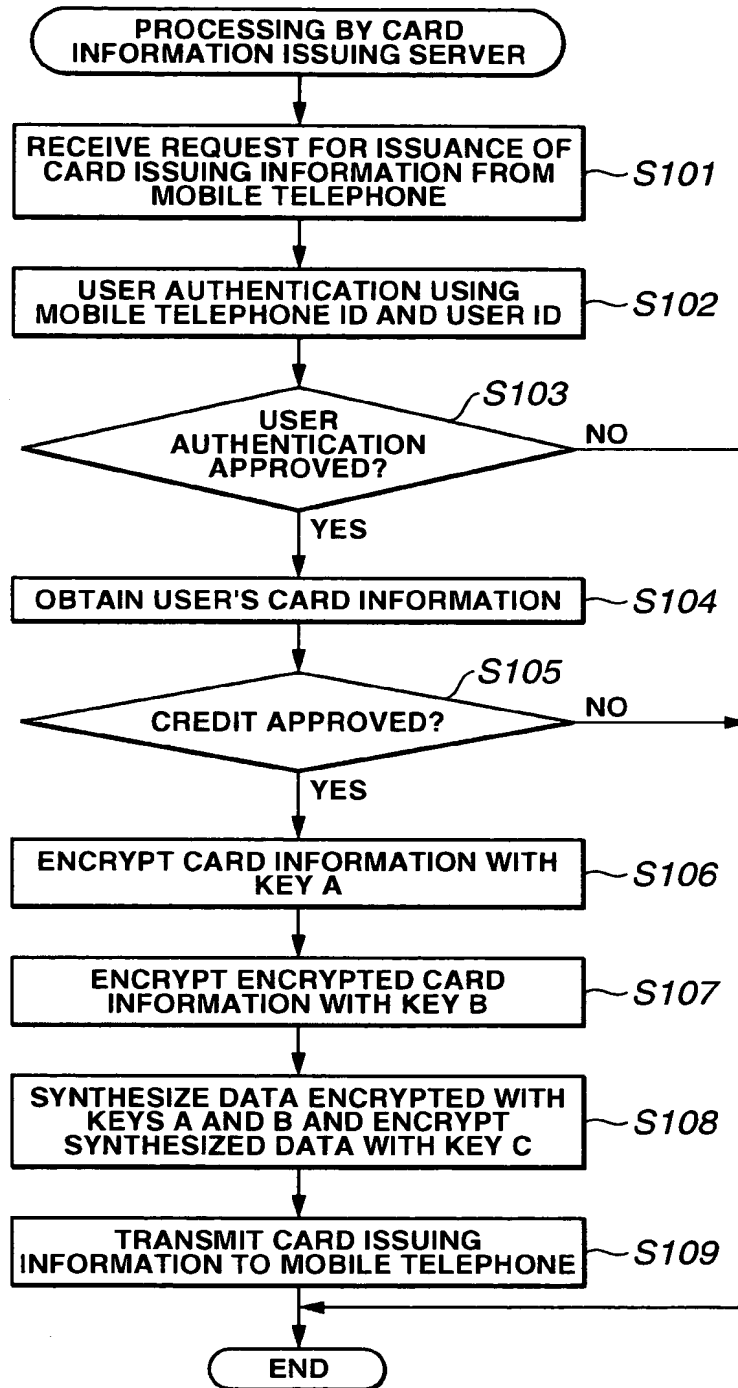 PROCESSING BY CARD
INFORMATION ISSUING SERVER
RECEIVE REQUEST FOR ISSUANCE OF
CARD ISSUING INFORMATION FROM
MOBILE TELEPHONE
S101
USER AUTHENTICATION USING
MOBILE TELEPHONE ID AND USER ID
S102
S103
USER
AUTHENTICATION
APPROVED?
NO
YES
OBTAIN USER'S CARD INFORMATION
S104
S105
CREDIT APPROVED?
NO
YES
ENCRYPT CARD INFORMATION WITH
KEY A
S106
ENCRYPT ENCRYPTED CARD
INFORMATION WITH KEY B
S107
SYNTHESIZE DATA ENCRYPTED WITH
KEYS A AND B AND ENCRYPT
SYNTHESIZED DATA WITH KEY C
S108
TRANSMIT CARD ISSUING
INFORMATION TO MOBILE TELEPHONE
S109
END